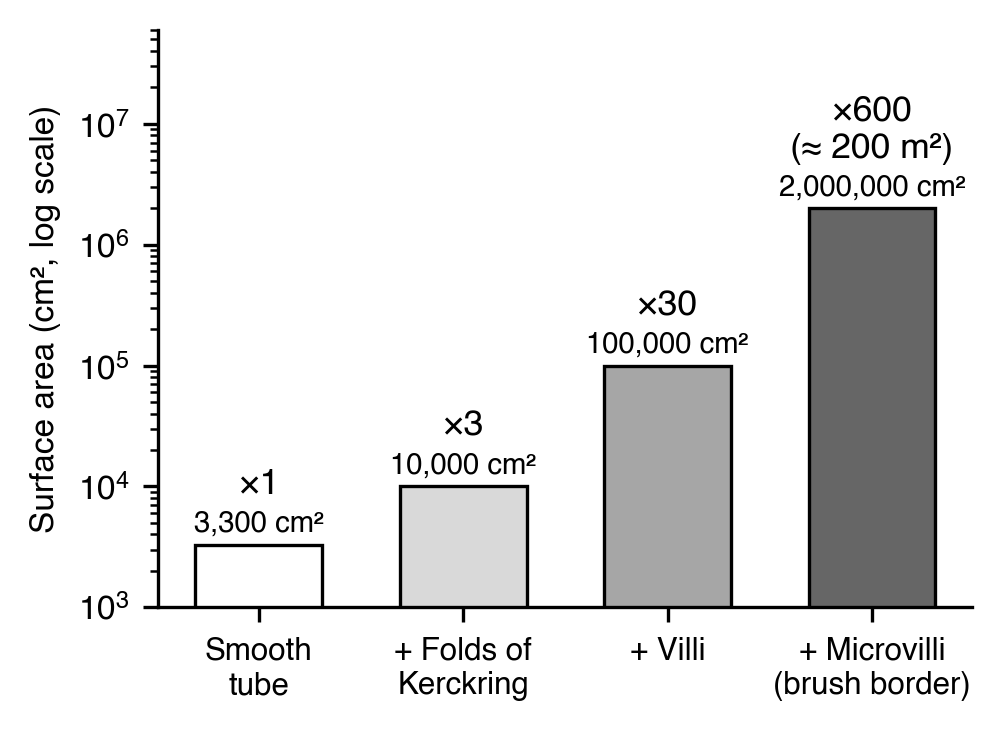 Surface area (cm², log scale)
10⁷
10⁶
10⁵
10⁴
10³
×1
3,300 cm²
×3
10,000 cm²
×30
100,000 cm²
×600
(≈ 200 m²)
2,000,000 cm²
Smooth
tube
+ Folds of
Kerckring
+ Villi
+ Microvilli
(brush border)